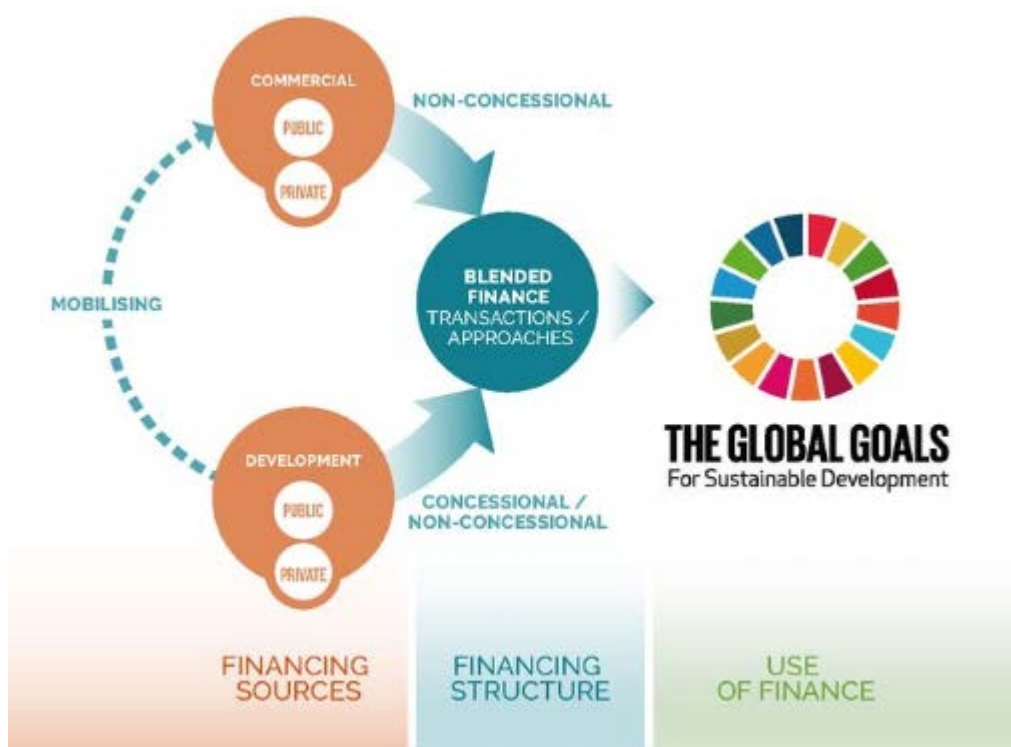 COMMERCIAL
PUBLIC
PRIVATE
NON-CONCESSIONAL
MOBILISING
BLENDED
FINANCE
TRANSACTIONS /
APPROACHES
THE GLOBAL GOALS
For Sustainable Development
DEVELOPMENT
PUBLIC
PRIVATE
CONCESSIONAL /
NON-CONCESSIONAL
FINANCING
SOURCES
FINANCING
STRUCTURE
USE
OF FINANCE